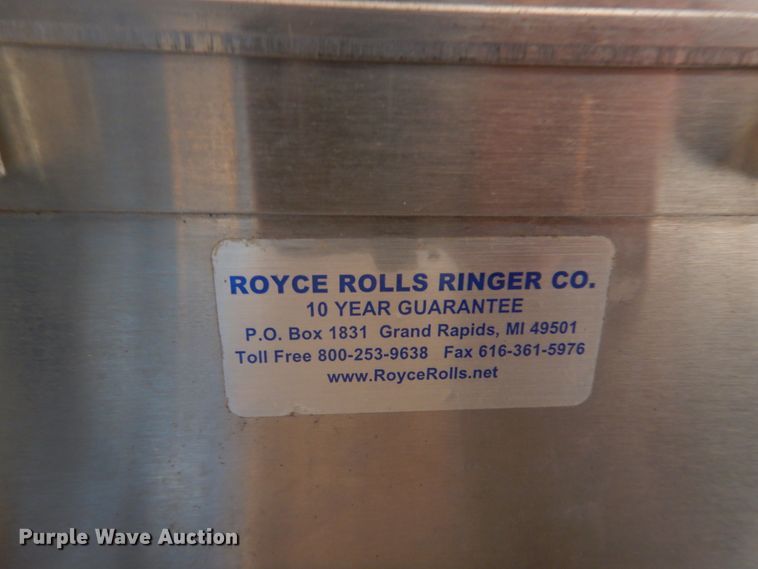 ROYCE ROLLS RINGER CO.
10 YEAR GUARANTEE
P.O. Box 1831 Grand Rapids, MI 49501
Toll Free 800-253-9638 Fax 616-361-5976
www.RoyceRolls.net
Purple Wave Auction